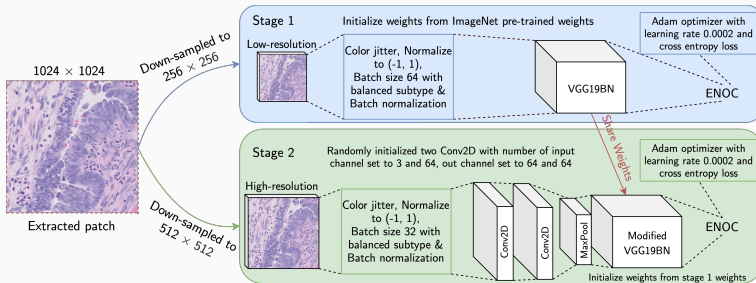 1024 × 1024
Extracted patch
Down-sampled to
256 × 256
Down-sampled to
512 × 512
Stage 1
Initialize weights from ImageNet pre-trained weights
Low-resolution
Color jitter, Normalize
to (-1, 1),
Batch size 64 with
balanced subtype &
Batch normalization
VGG19BN
Adam optimizer with
learning rate 0.0002 and
cross entropy loss
ENOC
Share Weights
Stage 2
Randomly initialized two Conv2D with number of input
channel set to 3 and 64, out channel set to 64 and 64
High-resolution
Color jitter, Normalize
to (-1, 1),
Batch size 32 with
balanced subtype &
Batch normalization
Conv2D
Conv2D
MaxPool
Modified
VGG19BN
Adam optimizer with
learning rate 0.0002 and
cross entropy loss
ENOC
Initialize weights from stage 1 weights